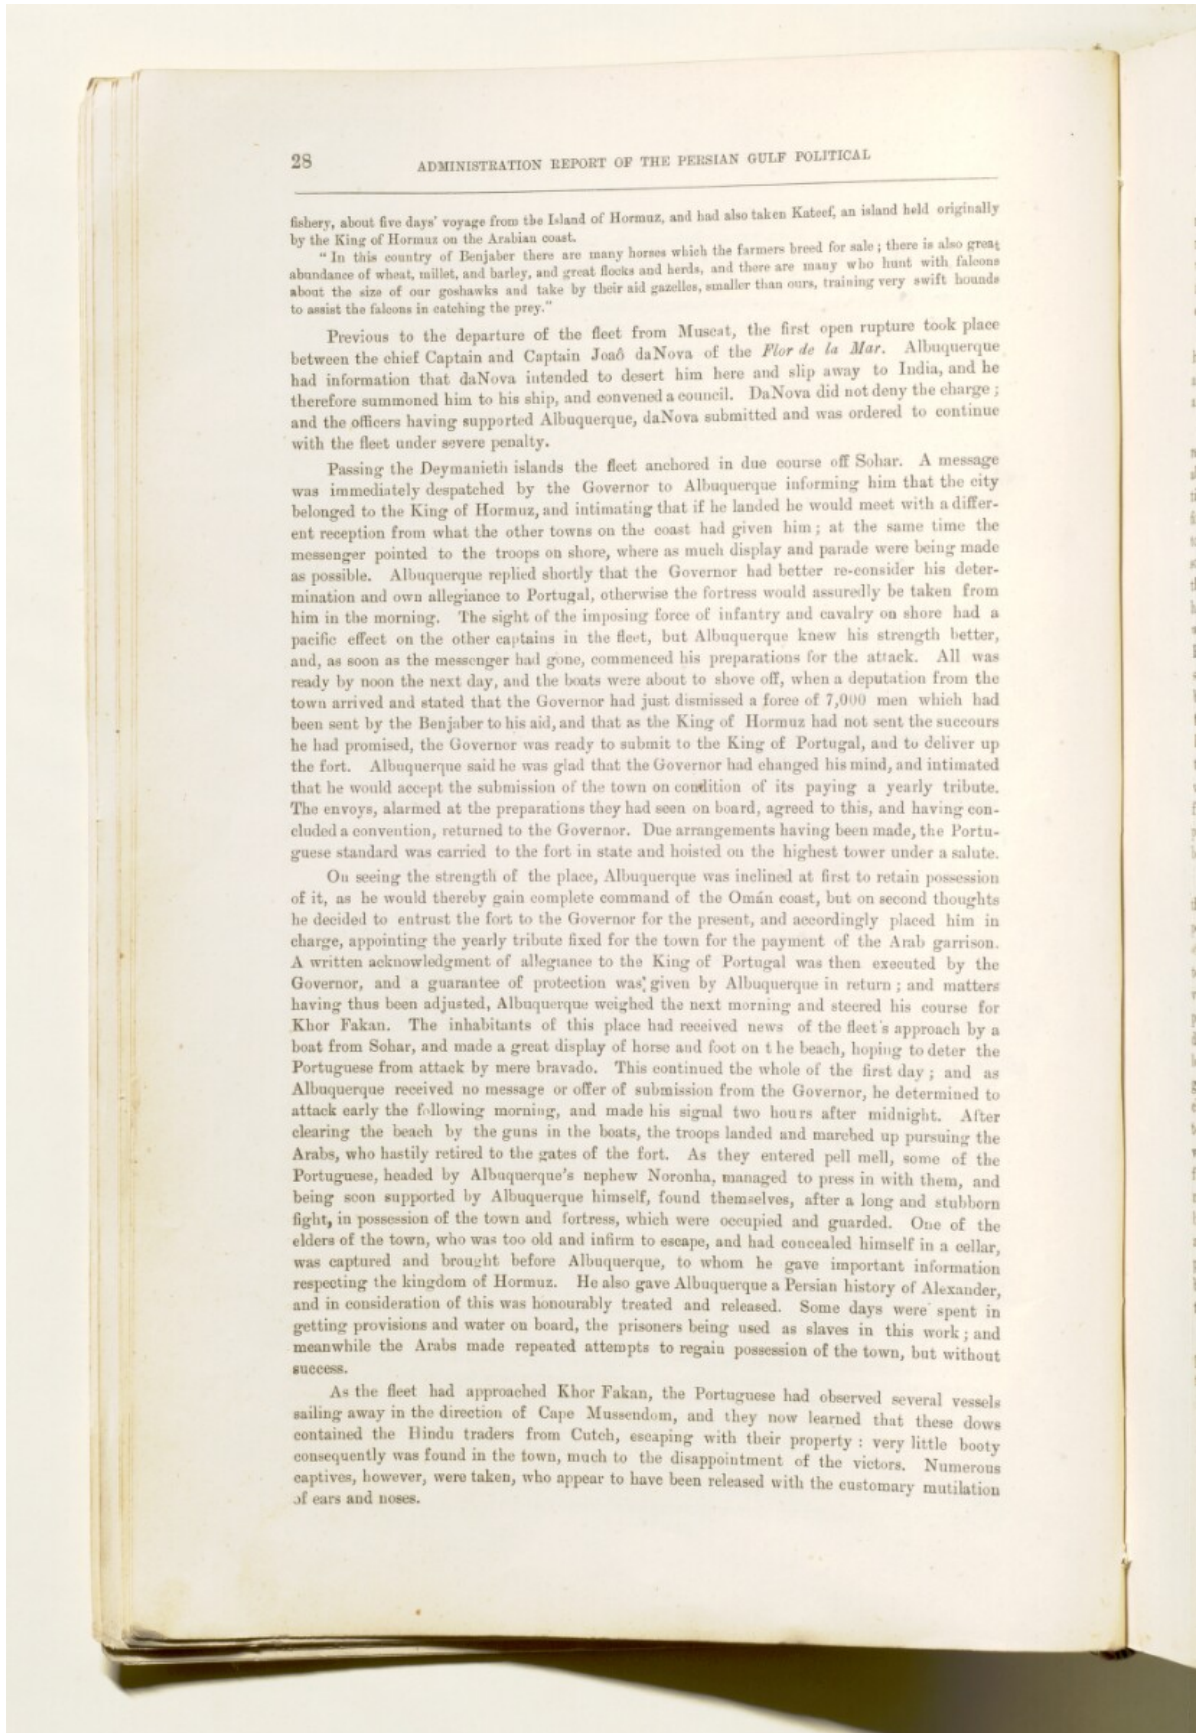 28
ADMINISTRATION REPORT OF THE PERSIAN GULF POLITICAL
fishery, about five days' voyage from the Island of Hormuz, and had also taken Kateef, an island held originally
by the King of Hormuz on the Arabian coast.
"In this country of Benjaber there are many horses which the farmers breed for sale; there is also great
abundance of wheat, millet, and barley, and great flocks and herds, and there are many who hunt with falcons
about the size of our goshawks and take by their aid gazelles, smaller than ours, training very swift hounds
to assist the falcons in catching the prey."
Previous to the departure of the fleet from Muscat, the first open rupture took place
between the chief Captain and Captain Joaô daNova of the Flor de la Mar. Albuquerque
had information that daNova intended to desert him here and slip away to India, and he
therefore summoned him to his ship, and convened a council. DaNova did not deny the charge;
and the officers having supported Albuquerque, daNova submitted and was ordered to continue
with the fleet under severe penalty.
Passing the Deymanieth islands the fleet anchored in due course off Sohar. A message
was immediately despatched by the Governor to Albuquerque informing him that the city
belonged to the King of Hormuz, and intimating that if he landed he would meet with a differ-
ent reception from what the other towns on the coast had given him; at the same time the
messenger pointed to the troops on shore, where as much display and parade were being made
as possible. Albuquerque replied shortly that the Governor had better re-consider his deter-
mination and own allegiance to Portugal, otherwise the fortress would assuredly be taken from
him in the morning. The sight of the imposing force of infantry and cavalry on shore had a
pacific effect on the other captains in the fleet, but Albuquerque knew his strength better,
and, as soon as the messenger had gone, commenced his preparations for the attack. All was
ready by noon the next day, and the boats were about to shove off, when a deputation from the
town arrived and stated that the Governor had just dismissed a force of 7,000 men which had
been sent by the Benjaber to his aid, and that as the King of Hormuz had not sent the succours
he had promised, the Governor was ready to submit to the King of Portugal, and to deliver up
the fort. Albuquerque said he was glad that the Governor had changed his mind, and intimated
that he would accept the submission of the town on condition of its paying a yearly tribute.
The envoys, alarmed at the preparations they had seen on board, agreed to this, and having con-
cluded a convention, returned to the Governor. Due arrangements having been made, the Portu-
guese standard was carried to the fort in state and hoisted on the highest tower under a salute.
On seeing the strength of the place, Albuquerque was inclined at first to retain possession
of it, as he would thereby gain complete command of the Omán coast, but on second thoughts
he decided to entrust the fort to the Governor for the present, and accordingly placed him in
charge, appointing the yearly tribute fixed for the town for the payment of the Arab garrison.
A written acknowledgment of allegiance to the King of Portugal was then executed by the
Governor, and a guarantee of protection was given by Albuquerque in return; and matters
having thus been adjusted, Albuquerque weighed the next morning and steered his course for
Khor Fakan. The inhabitants of this place had received news of the fleet's approach by a
boat from Sohar, and made a great display of horse and foot on the beach, hoping to deter the
Portuguese from attack by mere bravado. This continued the whole of the first day; and as
Albuquerque received no message or offer of submission from the Governor, he determined to
attack early the following morning, and made his signal two hours after midnight. After
clearing the beach by the guns in the boats, the troops landed and marched up pursuing the
Arabs, who hastily retired to the gates of the fort. As they entered pell mell, some of the
Portuguese, headed by Albuquerque's nephew Noronha, managed to press in with them, and
being soon supported by Albuquerque himself, found themselves, after a long and stubborn
fight, in possession of the town and fortress, which were occupied and guarded. One of the
elders of the town, who was too old and infirm to escape, and had concealed himself in a cellar,
was captured and brought before Albuquerque, to whom he gave important information
respecting the kingdom of Hormuz. He also gave Albuquerque a Persian history of Alexander,
and in consideration of this was honourably treated and released. Some days were spent in
getting provisions and water on board, the prisoners being used as slaves in this work; and
meanwhile the Arabs made repeated attempts to regain possession of the town, but without
success.
As the fleet had approached Khor Fakan, the Portuguese had observed several vessels
sailing away in the direction of Cape Mussendom, and they now learned that these dows
contained the Hindu traders from Cutch, escaping with their property: very little booty
consequently was found in the town, much to the disappointment of the victors. Numerous
captives, however, were taken, who appear to have been released with the customary mutilation
of ears and noses.